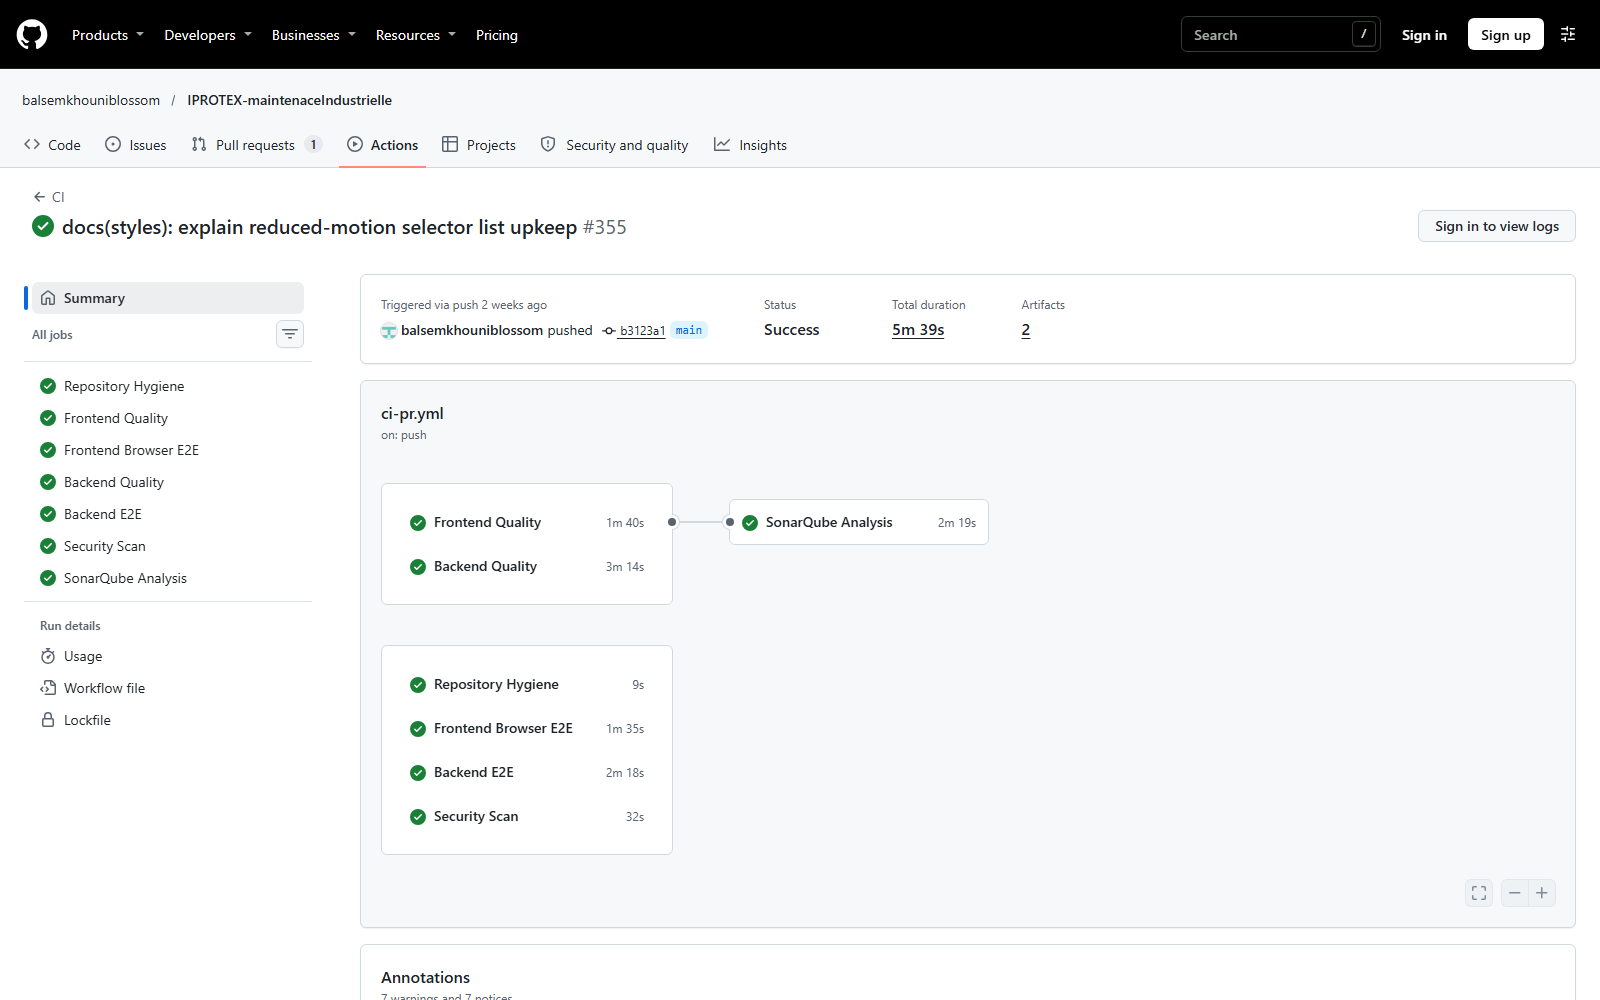 Products Developers Businesses Resources Pricing Search / Sign in Sign up
balsemkhouniblossom / IPROTEX-maintenaceIndustrielle
Code Issues Pull requests 1 Actions Projects Security and quality Insights
CI
docs(styles): explain reduced-motion selector list upkeep #355
Sign in to view logs
Summary
All jobs
Repository Hygiene
Frontend Quality
Frontend Browser E2E
Backend Quality
Backend E2E
Security Scan
SonarQube Analysis
Run details
Usage
Workflow file
Lockfile
Triggered via push 2 weeks ago
balsemkhouniblossom pushed b3123a1 main
Status
Success
Total duration
5m 39s
Artifacts
2
ci-pr.yml
on: push
Frontend Quality 1m 40s
Backend Quality 3m 14s
SonarQube Analysis 2m 19s
Repository Hygiene 9s
Frontend Browser E2E 1m 35s
Backend E2E 2m 18s
Security Scan 32s
Annotations
7 warnings and 7 notices